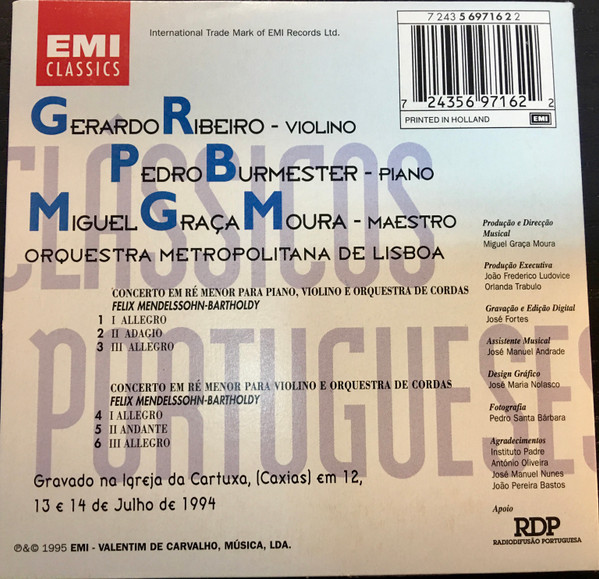 EMI
CLASSICS
International Trade Mark of EMI Records Ltd.
7 243 5 69716 2 2
7 24356 97162 2
PRINTED IN HOLLAND EMI
GERARDO RIBEIRO - VIOLINO
PEDRO BURMESTER - PIANO
MIGUEL GRAÇA MOURA - MAESTRO
ORQUESTRA METROPOLITANA DE LISBOA
CLÁSSICOS
PORTUGUESES
CONCERTO EM RÉ MENOR PARA PIANO, VIOLINO E ORQUESTRA DE CORDAS
FELIX MENDELSSOHN-BARTHOLDY
1 I ALLEGRO
2 II ADAGIO
3 III ALLEGRO
CONCERTO EM RÉ MENOR PARA VIOLINO E ORQUESTRA DE CORDAS
FELIX MENDELSSOHN-BARTHOLDY
4 I ALLEGRO
5 II ANDANTE
6 III ALLEGRO
Gravado na Igreja da Cartuxa, (Caxias) em 12,
13 e 14 de Julho de 1994
℗&© 1995 EMI - VALENTIM DE CARVALHO, MÚSICA, LDA.
Produção e Direcção
Musical
Miguel Graça Moura
Produção Executiva
João Frederico Ludovice
Orlanda Trabulo
Gravação e Edição Digital
José Fortes
Assistente Musical
José Manuel Andrade
Design Gráfico
José Maria Nolasco
Fotografia
Pedro Santa Bárbara
Agradecimentos
Instituto Padre
António Oliveira
José Manuel Nunes
João Pereira Bastos
Apoio
RDP
RADIODIFUSÃO PORTUGUESA